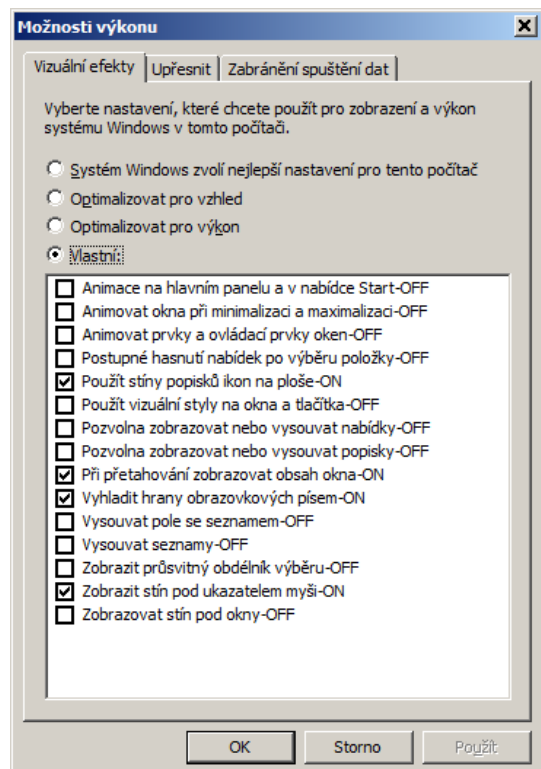 Možnosti výkonu
Vizuální efekty
Upřesnit
Zabránění spuštění dat
Vyberte nastavení, které chcete použít pro zobrazení a výkon
systému Windows v tomto počítači.
Systém Windows zvolí nejlepší nastavení pro tento počítač
Optimalizovat pro vzhled
Optimalizovat pro výkon
Vlastní:
Animace na hlavním panelu a v nabídce Start-OFF
Animovat okna při minimalizaci a maximalizaci-OFF
Animovat prvky a ovládací prvky oken-OFF
Postupné hasnutí nabídek po výběru položky-OFF
Použít stíny popisků ikon na ploše-ON
Použít vizuální styly na okna a tlačítka-OFF
Pozvolna zobrazovat nebo vysouvat nabídky-OFF
Pozvolna zobrazovat nebo vysouvat popisky-OFF
Při přetahování zobrazovat obsah okna-ON
Vyhladit hrany obrazovkových písem-ON
Vysouvat pole se seznamem-OFF
Vysouvat seznamy-OFF
Zobrazit průsvitný obdélník výběru-OFF
Zobrazit stín pod ukazatelem myši-ON
Zobrazovat stín pod okny-OFF
OK
Storno
Použít